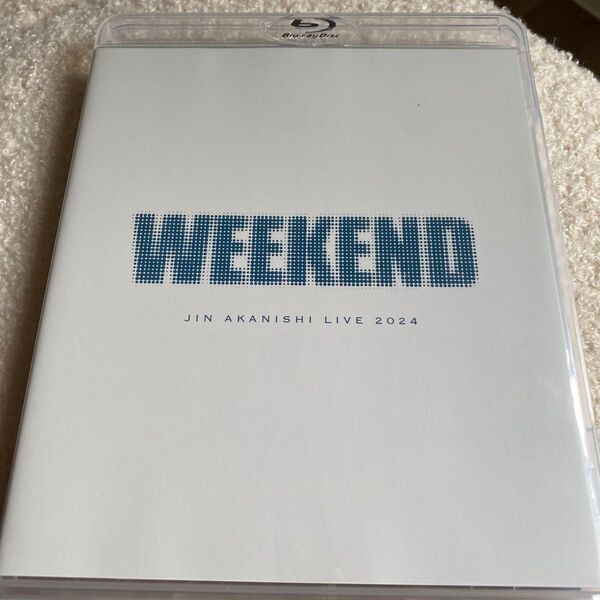 Blu-ray Disc
WEEKEND
JIN AKANISHI LIVE 2024